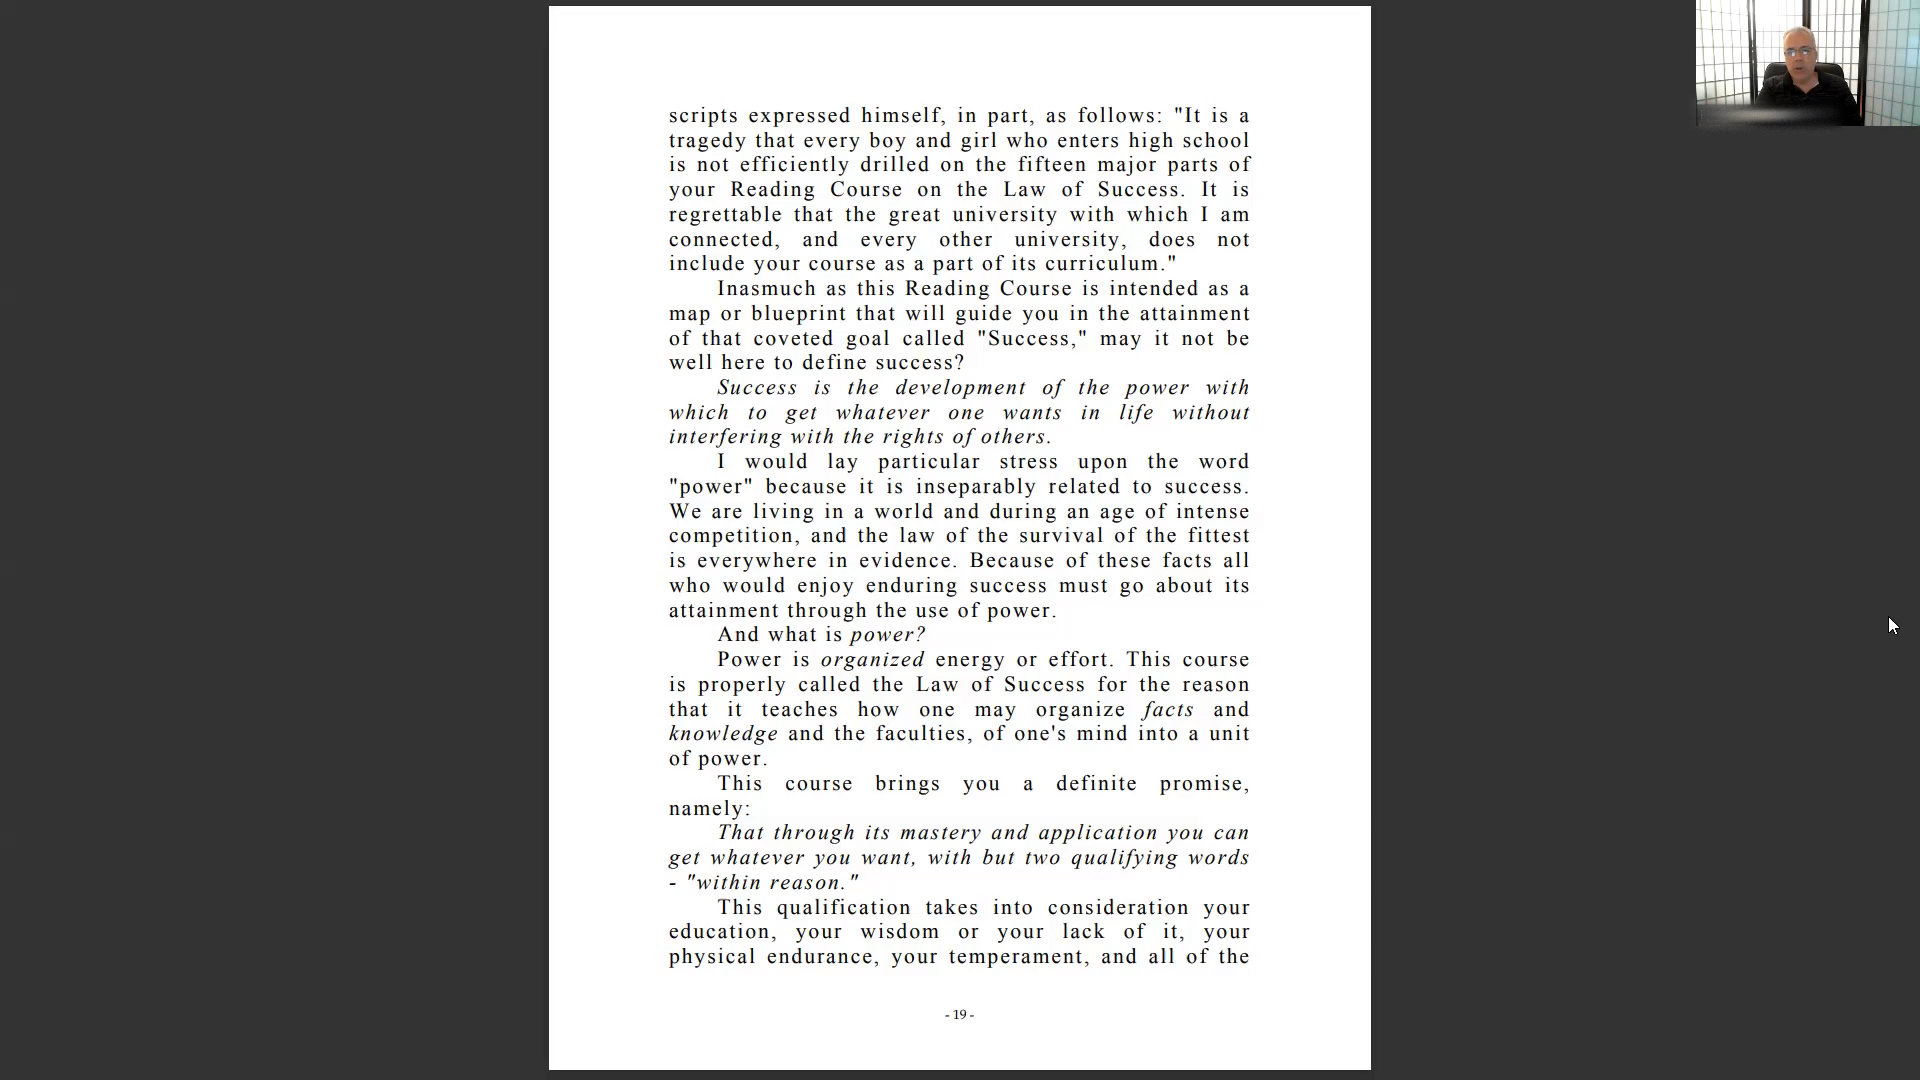 scripts expressed himself, in part, as follows: "It is a
tragedy that every boy and girl who enters high school
is not efficiently drilled on the fifteen major parts of
your Reading Course on the Law of Success. It is
regrettable that the great university with which I am
connected, and every other university, does not
include your course as a part of its curriculum."
Inasmuch as this Reading Course is intended as a
map or blueprint that will guide you in the attainment
of that coveted goal called "Success," may it not be
well here to define success?
Success is the development of the power with
which to get whatever one wants in life without
interfering with the rights of others.
I would lay particular stress upon the word
"power" because it is inseparably related to success.
We are living in a world and during an age of intense
competition, and the law of the survival of the fittest
is everywhere in evidence. Because of these facts all
who would enjoy enduring success must go about its
attainment through the use of power.
And what is power?
Power is organized energy or effort. This course
is properly called the Law of Success for the reason
that it teaches how one may organize facts and
knowledge and the faculties, of one's mind into a unit
of power.
This course brings you a definite promise,
namely:
That through its mastery and application you can
get whatever you want, with but two qualifying words
- "within reason."
This qualification takes into consideration your
education, your wisdom or your lack of it, your
physical endurance, your temperament, and all of the
- 19 -